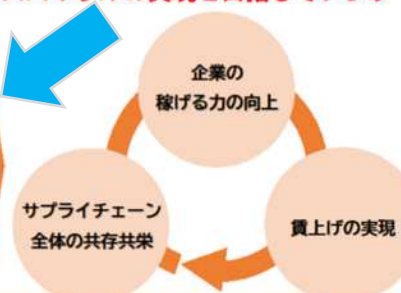 企業の
稼げる力の向上
サプライチェーン
全体の共存共栄
賃上げの実現